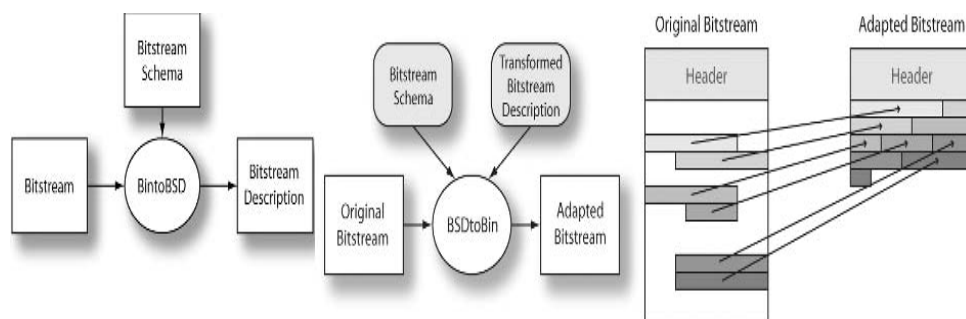 Bitstream
Schema
Bitstream
BintoBSD
Bitstream
Description
Bitstream
Schema
Transformed
Bitstream
Description
Original
Bitstream
BSDtoBin
Adapted
Bitstream
Original Bitstream
Header
Adapted Bitstream
Header